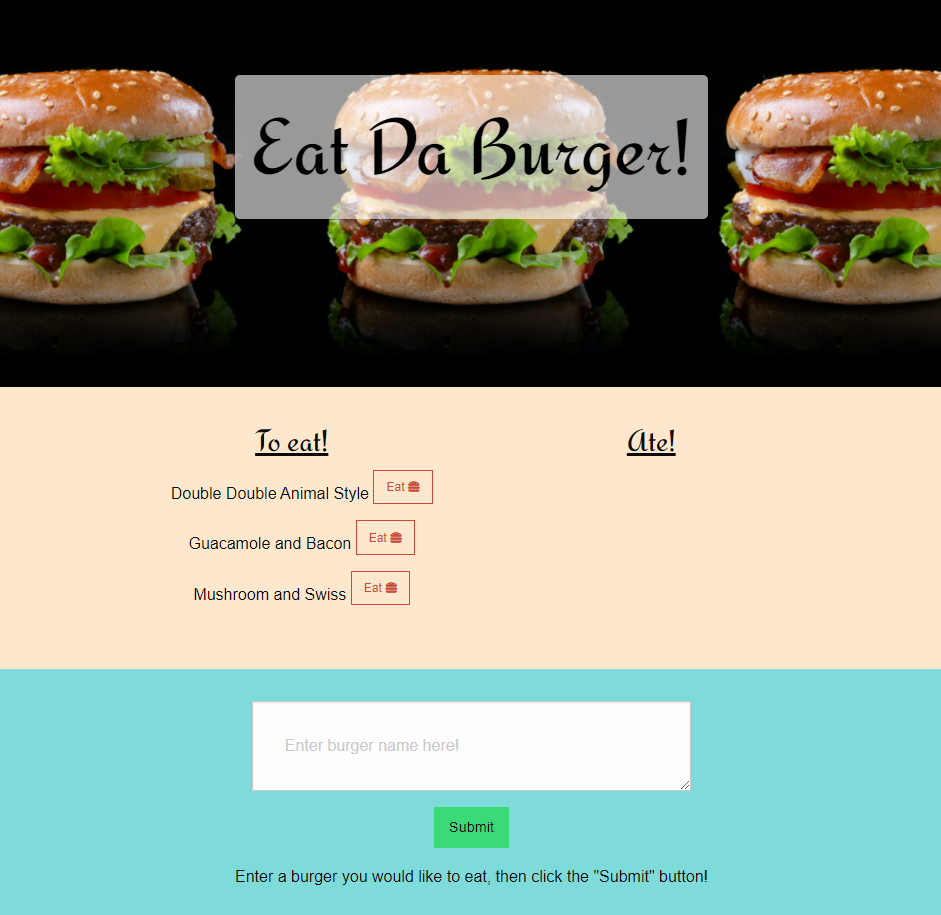 Eat Da Burger!
To eat!
Double Double Animal Style Eat
Guacamole and Bacon Eat
Mushroom and Swiss Eat
Ate!
Enter burger name here!
Submit
Enter a burger you would like to eat, then click the "Submit" button!